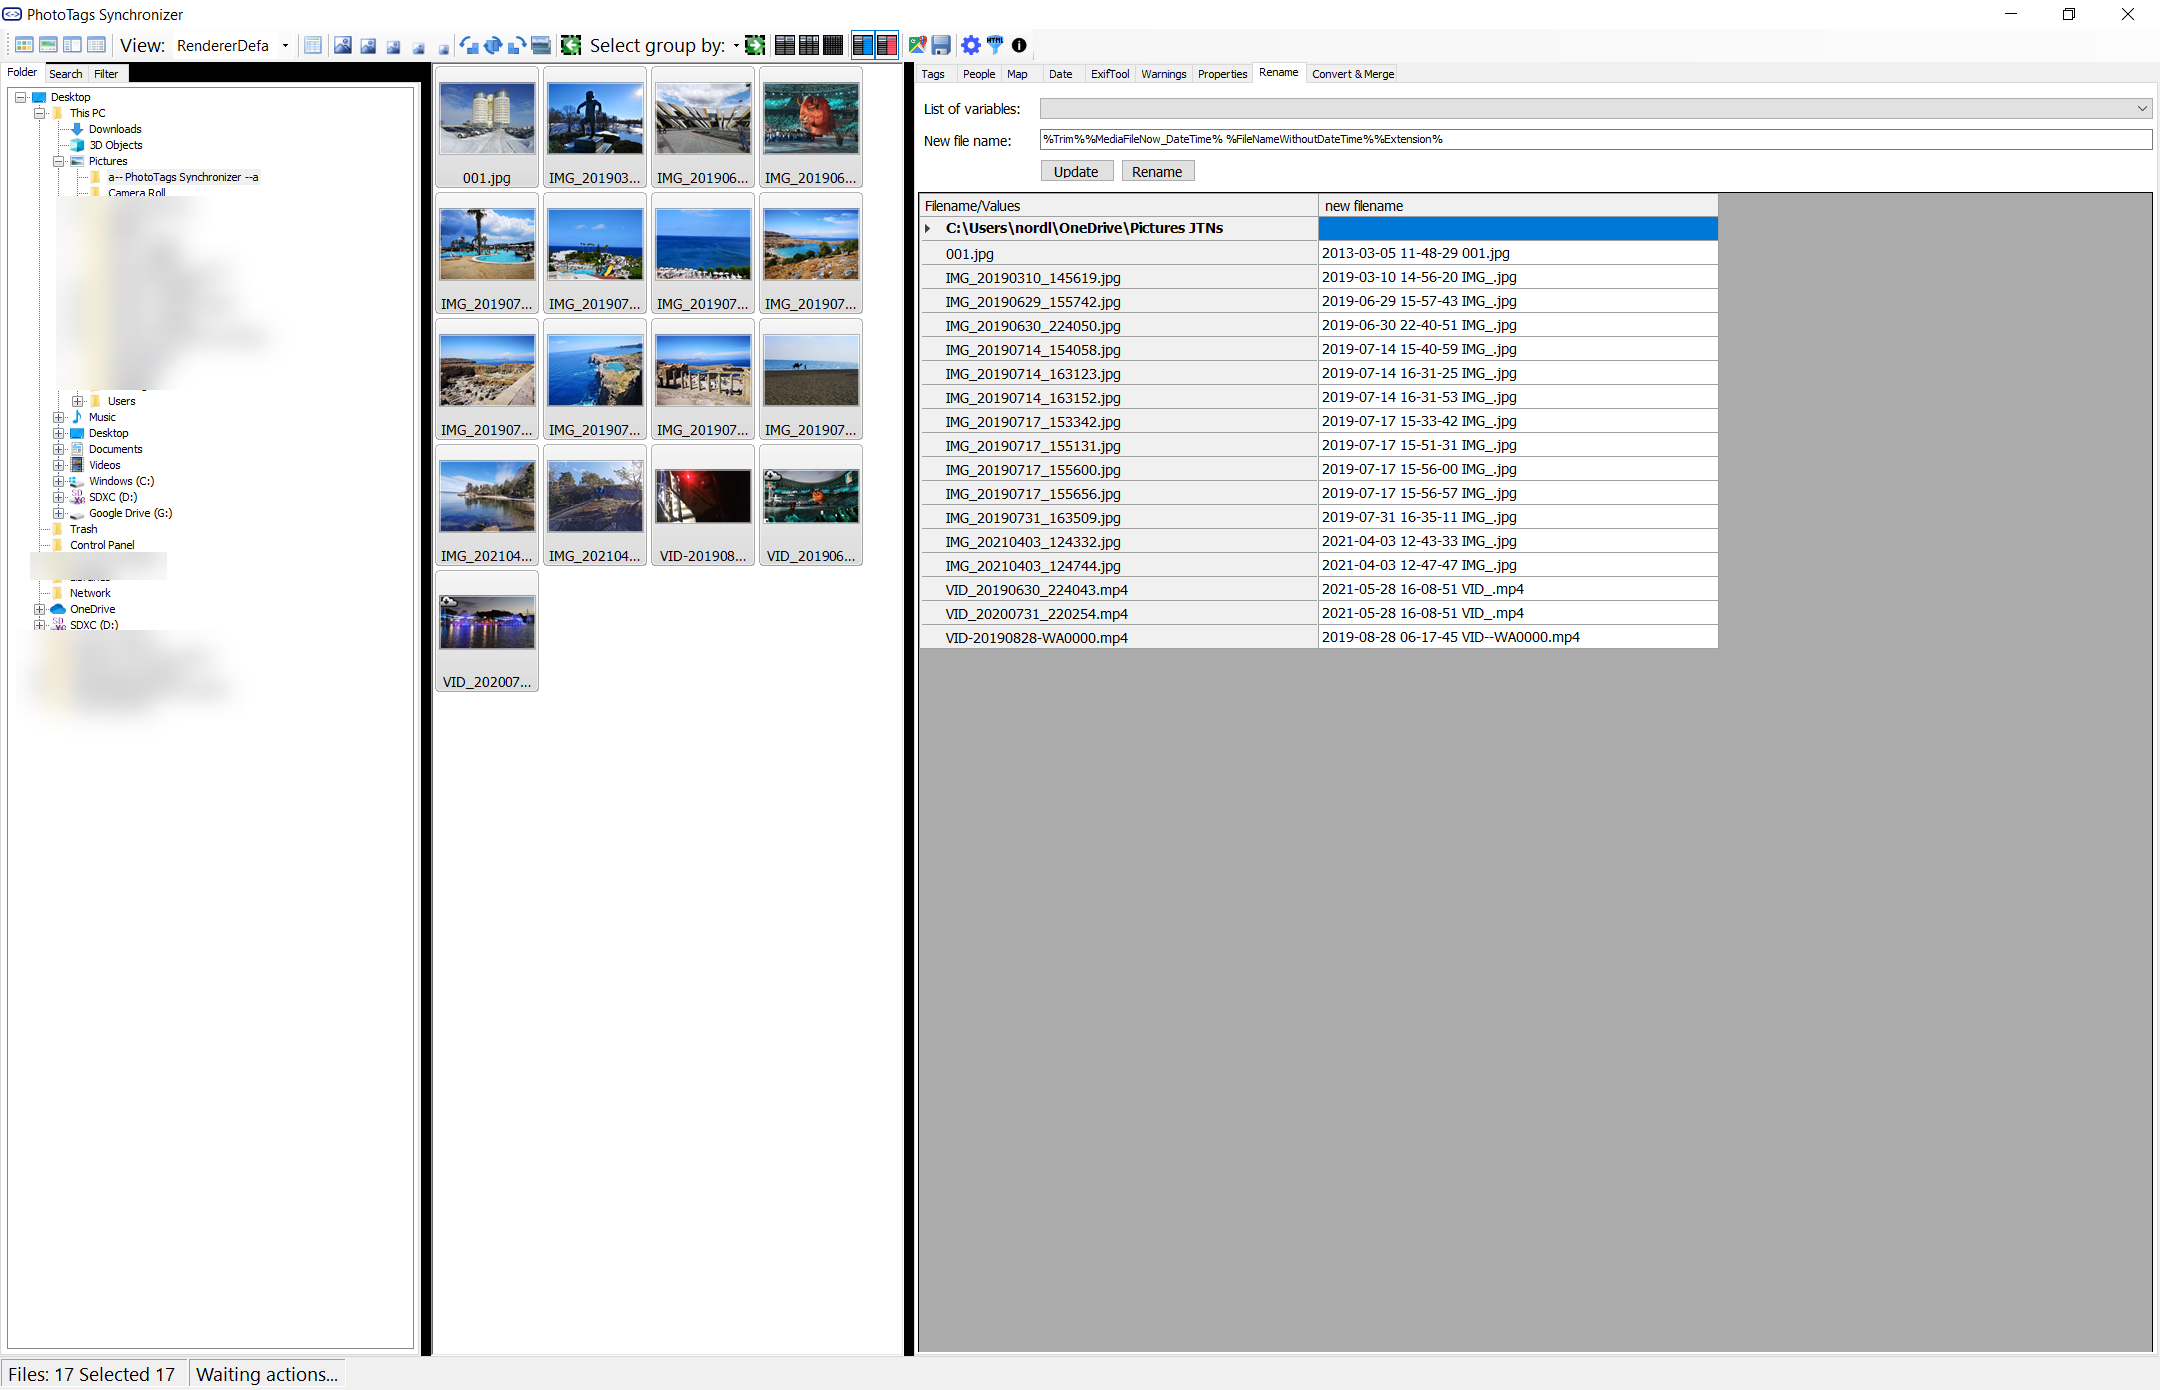 PhotoTags Synchronizer
View: RendererDefa Select group by:
Folder Search Filter
Desktop
This PC
Downloads
3D Objects
Pictures
a-- PhotoTags Synchronizer --a
Camera Roll
Users
Music
Desktop
Documents
Videos
Windows (C:)
SDXC (D:)
Google Drive (G:)
Trash
Control Panel
Network
OneDrive
SDXC (D:)
001.jpg IMG_201903... IMG_201906... IMG_201906...
IMG_201907... IMG_201907... IMG_201907... IMG_201907...
IMG_201907... IMG_201907... IMG_201907... IMG_201907...
IMG_202104... IMG_202104... VID-201908... VID_201906...
VID_202007...
Tags People Map Date ExifTool Warnings Properties Rename Convert & Merge
List of variables:
New file name: %Trim%%MediaFileNow_DateTime% %FileNameWithoutDateTime%%Extension%
Update Rename
Filename/Values new filename
C:\Users\nordl\OneDrive\Pictures JTNs
001.jpg 2013-03-05 11-48-29 001.jpg
IMG_20190310_145619.jpg 2019-03-10 14-56-20 IMG_.jpg
IMG_20190629_155742.jpg 2019-06-29 15-57-43 IMG_.jpg
IMG_20190630_224050.jpg 2019-06-30 22-40-51 IMG_.jpg
IMG_20190714_154058.jpg 2019-07-14 15-40-59 IMG_.jpg
IMG_20190714_163123.jpg 2019-07-14 16-31-25 IMG_.jpg
IMG_20190714_163152.jpg 2019-07-14 16-31-53 IMG_.jpg
IMG_20190717_153342.jpg 2019-07-17 15-33-42 IMG_.jpg
IMG_20190717_155131.jpg 2019-07-17 15-51-31 IMG_.jpg
IMG_20190717_155600.jpg 2019-07-17 15-56-00 IMG_.jpg
IMG_20190717_155656.jpg 2019-07-17 15-56-57 IMG_.jpg
IMG_20190731_163509.jpg 2019-07-31 16-35-11 IMG_.jpg
IMG_20210403_124332.jpg 2021-04-03 12-43-33 IMG_.jpg
IMG_20210403_124744.jpg 2021-04-03 12-47-47 IMG_.jpg
VID_20190630_224043.mp4 2021-05-28 16-08-51 VID_.mp4
VID_20200731_220254.mp4 2021-05-28 16-08-51 VID_.mp4
VID-20190828-WA0000.mp4 2019-08-28 06-17-45 VID--WA0000.mp4
Files: 17 Selected 17 Waiting actions...